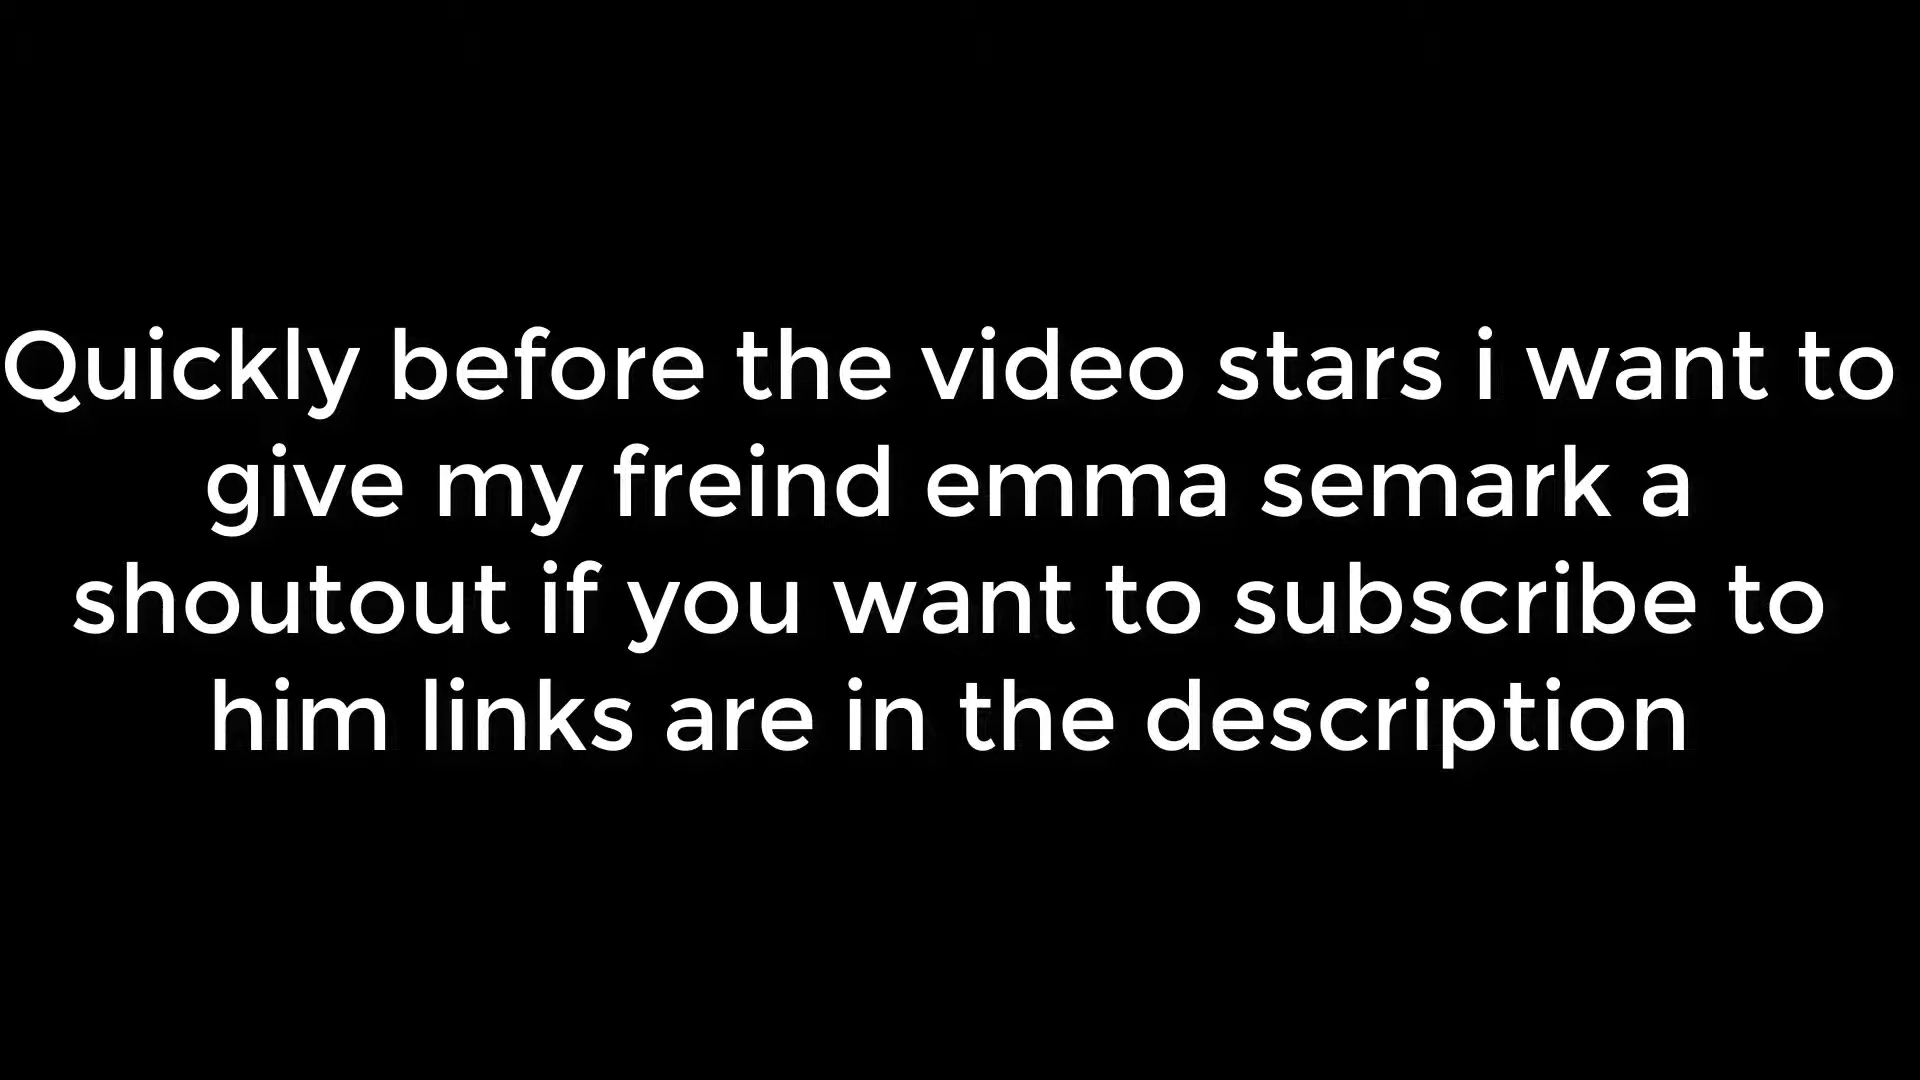 Quickly before the video stars i want to
give my freind emma semark a
shoutout if you want to subscribe to
him links are in the description